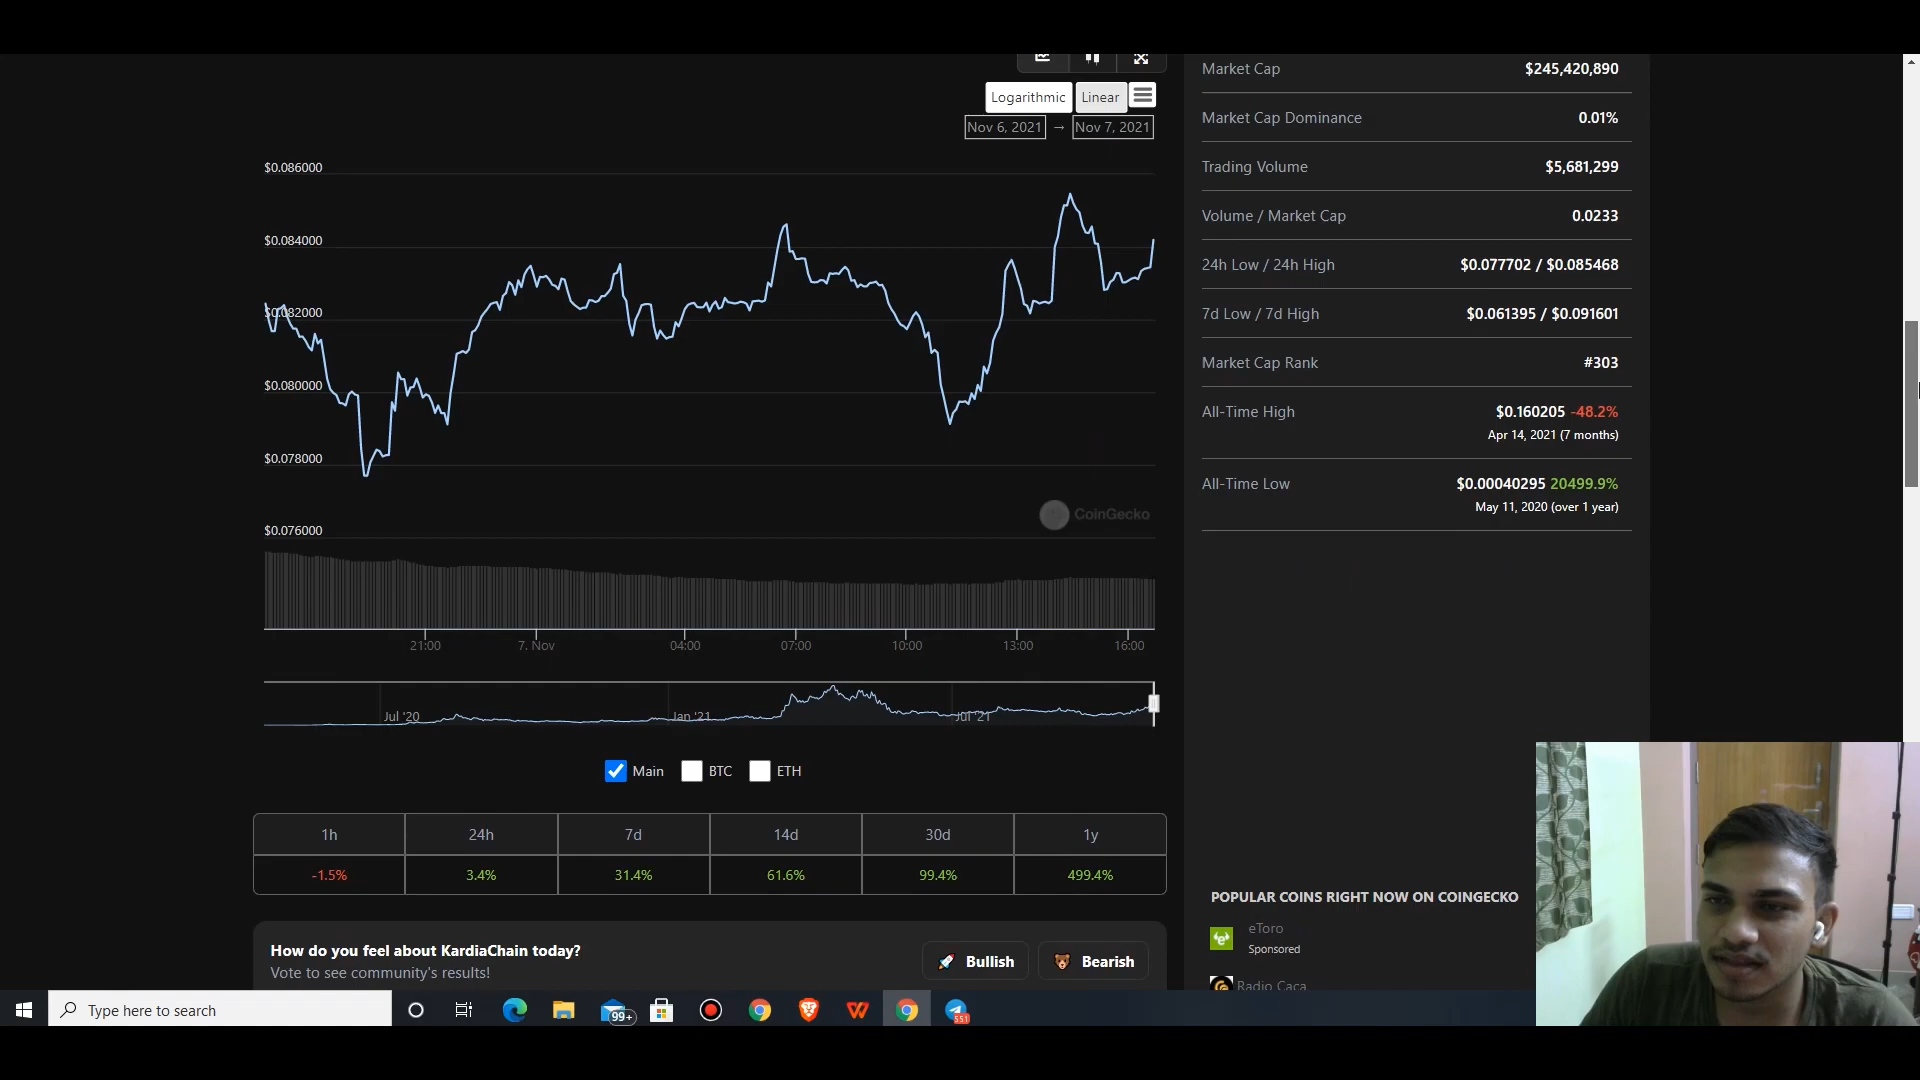 Logarithmic Linear
Nov 6, 2021 → Nov 7, 2021
$0.086000
$0.084000
$0.082000
$0.080000
$0.078000
$0.076000
CoinGecko
21:00 7. Nov 04:00 07:00 10:00 13:00 16:00
Jul '20 Jan '21 Jul '21
Main BTC ETH
1h 24h 7d 14d 30d 1y
-1.5% 3.4% 31.4% 61.6% 99.4% 499.4%
How do you feel about KardiaChain today?
Vote to see community's results!
Bullish Bearish
Market Cap $245,420,890
Market Cap Dominance 0.01%
Trading Volume $5,681,299
Volume / Market Cap 0.0233
24h Low / 24h High $0.077702 / $0.085468
7d Low / 7d High $0.061395 / $0.091601
Market Cap Rank #303
All-Time High $0.160205 -48.2%
Apr 14, 2021 (7 months)
All-Time Low $0.00040295 20499.9%
May 11, 2020 (over 1 year)
POPULAR COINS RIGHT NOW ON COINGECKO
eToro
Sponsored
Radio Caca
Type here to search
99+
551